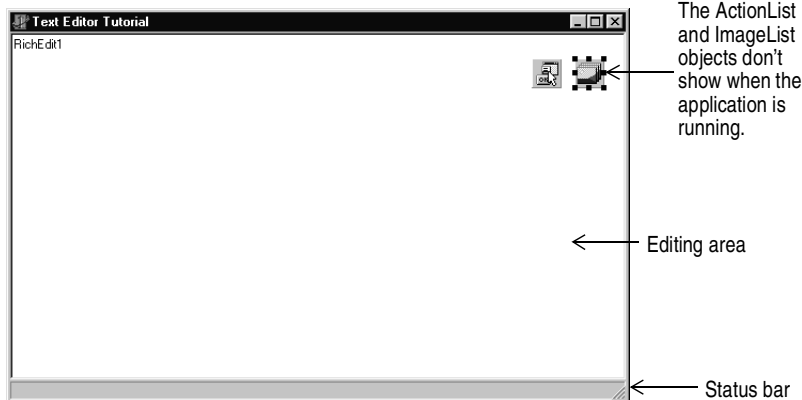 Text Editor Tutorial
RichEdit1
The ActionList
and ImageList
objects don't
show when the
application is
running.
Editing area
Status bar